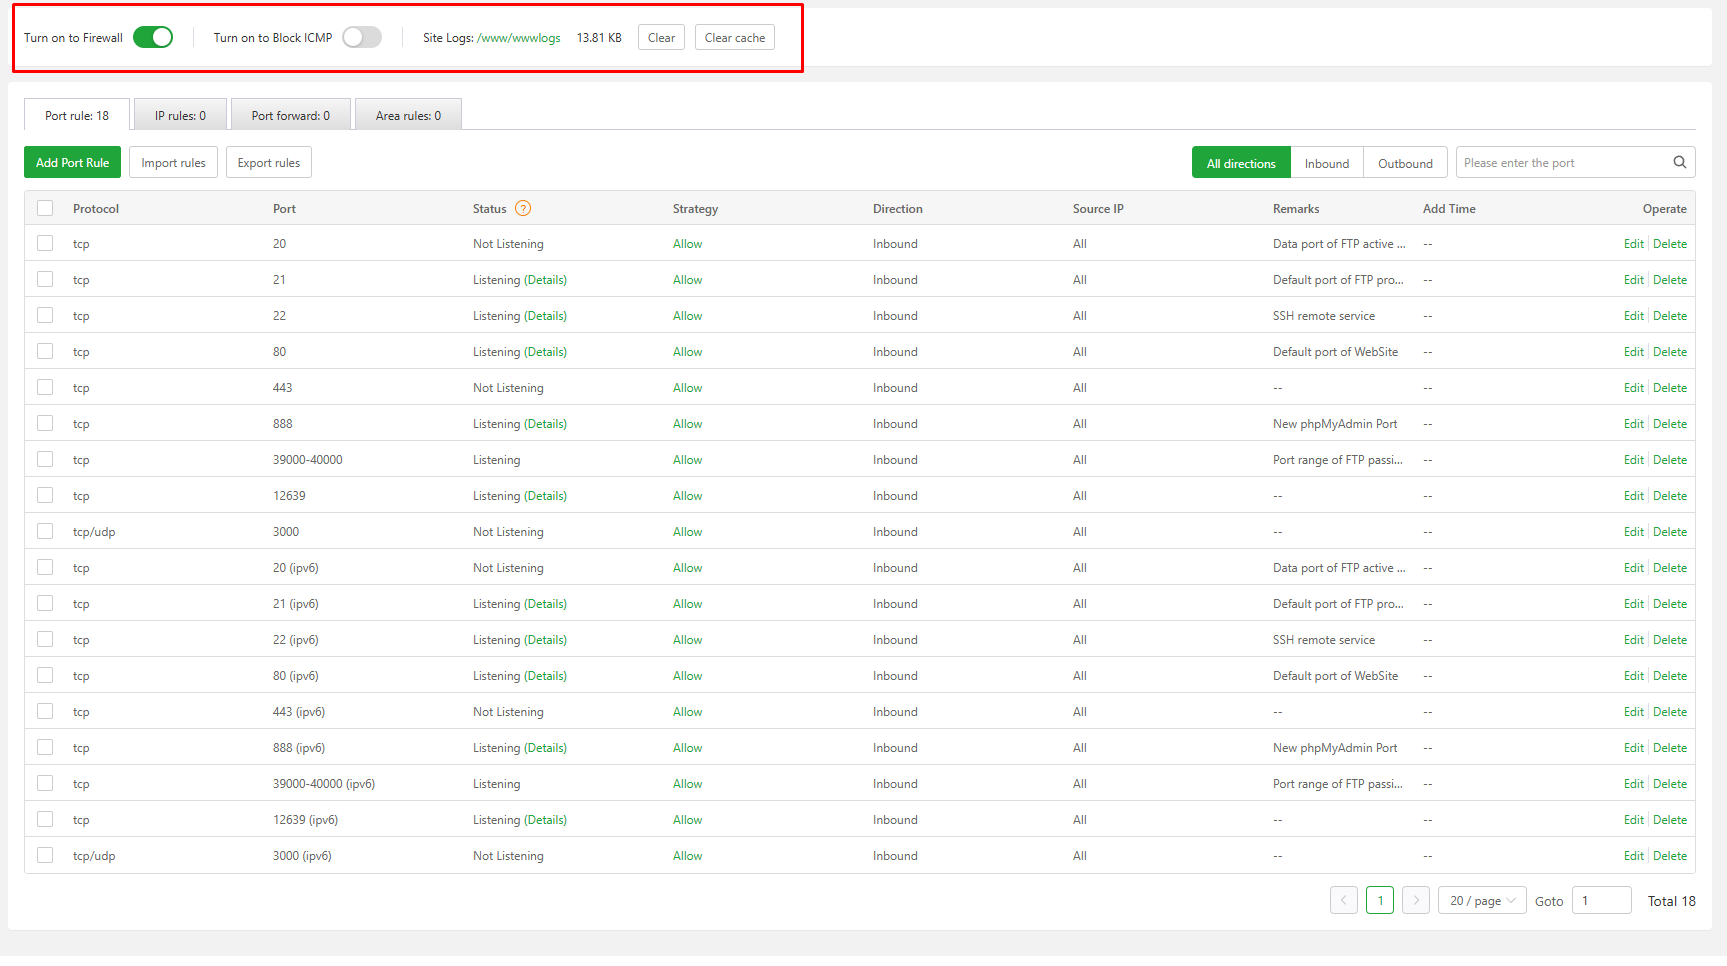 Turn on to Firewall Turn on to Block ICMP Site Logs: /www/wwwlogs 13.81 KB Clear Clear cache
Port rule: 18 IP rules: 0 Port forward: 0 Area rules: 0
Add Port Rule Import rules Export rules All directions Inbound Outbound Please enter the port
Protocol Port Status ? Strategy Direction Source IP Remarks Add Time Operate
tcp 20 Not Listening Allow Inbound All Data port of FTP active ... -- Edit Delete
tcp 21 Listening (Details) Allow Inbound All Default port of FTP pro... -- Edit Delete
tcp 22 Listening (Details) Allow Inbound All SSH remote service -- Edit Delete
tcp 80 Listening (Details) Allow Inbound All Default port of WebSite -- Edit Delete
tcp 443 Not Listening Allow Inbound All -- -- Edit Delete
tcp 888 Listening (Details) Allow Inbound All New phpMyAdmin Port -- Edit Delete
tcp 39000-40000 Listening Allow Inbound All Port range of FTP passi... -- Edit Delete
tcp 12639 Listening (Details) Allow Inbound All -- -- Edit Delete
tcp/udp 3000 Not Listening Allow Inbound All -- -- Edit Delete
tcp 20 (ipv6) Not Listening Allow Inbound All Data port of FTP active ... -- Edit Delete
tcp 21 (ipv6) Listening (Details) Allow Inbound All Default port of FTP pro... -- Edit Delete
tcp 22 (ipv6) Listening (Details) Allow Inbound All SSH remote service -- Edit Delete
tcp 80 (ipv6) Listening (Details) Allow Inbound All Default port of WebSite -- Edit Delete
tcp 443 (ipv6) Not Listening Allow Inbound All -- -- Edit Delete
tcp 888 (ipv6) Listening (Details) Allow Inbound All New phpMyAdmin Port -- Edit Delete
tcp 39000-40000 (ipv6) Listening Allow Inbound All Port range of FTP passi... -- Edit Delete
tcp 12639 (ipv6) Listening (Details) Allow Inbound All -- -- Edit Delete
tcp/udp 3000 (ipv6) Not Listening Allow Inbound All -- -- Edit Delete
1 20 / page Goto 1 Total 18